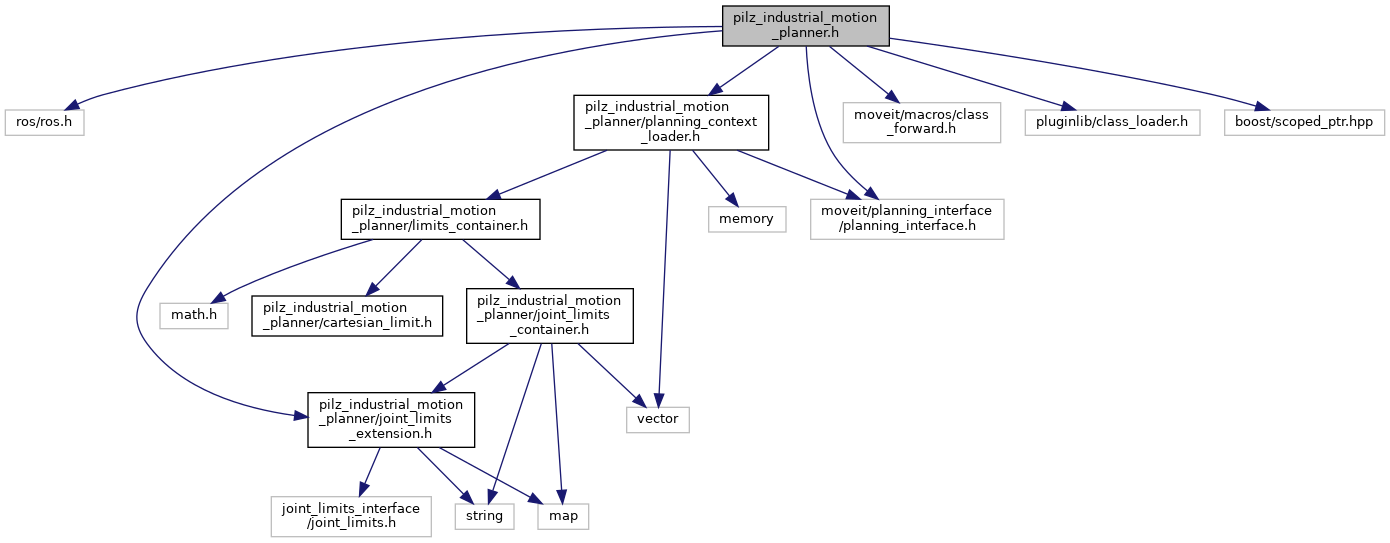 pilz_industrial_motion
_planner.h
ros/ros.h
pilz_industrial_motion
_planner/planning_context
_loader.h
moveit/macros/class
_forward.h
pluginlib/class_loader.h
boost/scoped_ptr.hpp
pilz_industrial_motion
_planner/limits_container.h
memory
moveit/planning_interface
/planning_interface.h
math.h
pilz_industrial_motion
_planner/cartesian_limit.h
pilz_industrial_motion
_planner/joint_limits
_container.h
pilz_industrial_motion
_planner/joint_limits
_extension.h
vector
joint_limits_interface
/joint_limits.h
string
map